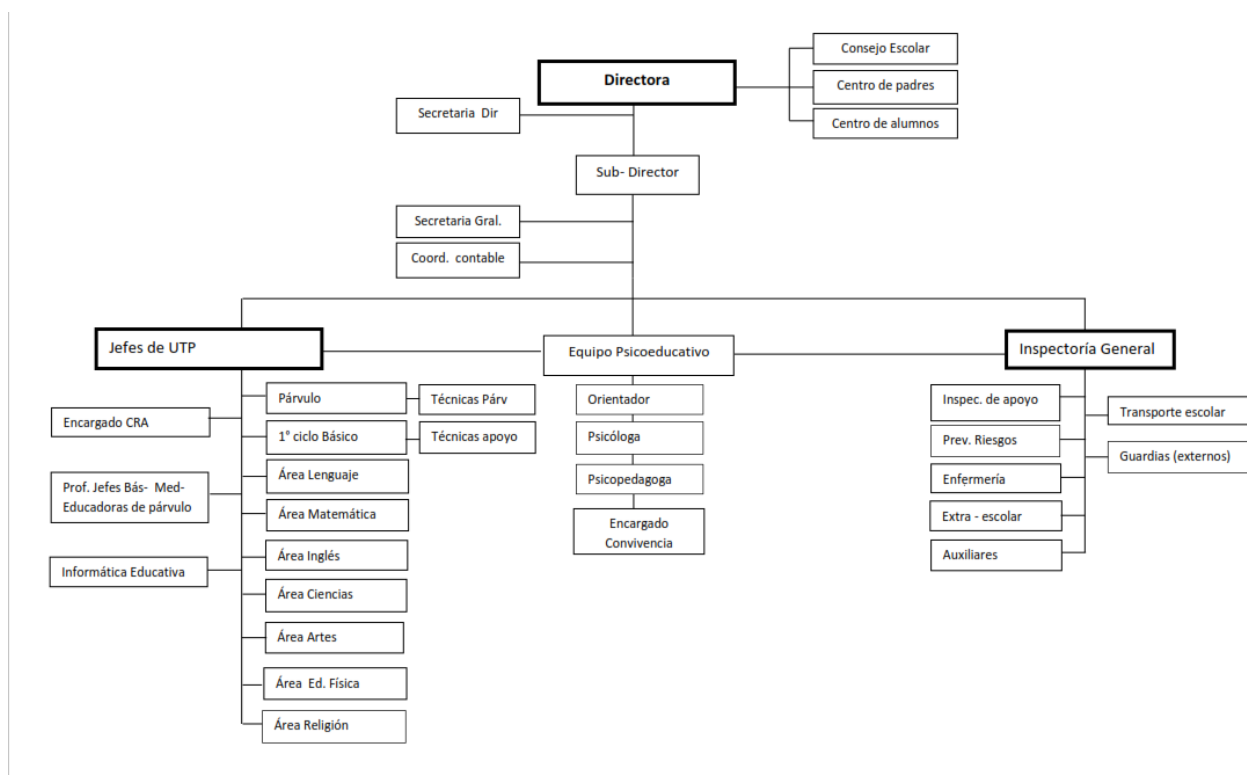 Consejo Escolar
Directora
Centro de padres
Secretaria Dir
Centro de alumnos
Sub- Director
Secretaria Gral.
Coord. contable
Jefes de UTP
Equipo Psicoeducativo
Inspectoría General
Párvulo
Técnicas Párv
Orientador
Inspec. de apoyo
Encargado CRA
Transporte escolar
1° ciclo Básico
Técnicas apoyo
Psicóloga
Prev. Riesgos
Guardias (externos)
Área Lenguaje
Psicopedagoga
Enfermería
Prof. Jefes Bás- Med-
Educadoras de párvulo
Área Matemática
Encargado
Convivencia
Extra - escolar
Área Inglés
Auxiliares
Informática Educativa
Área Ciencias
Área Artes
Área Ed. Física
Área Religión